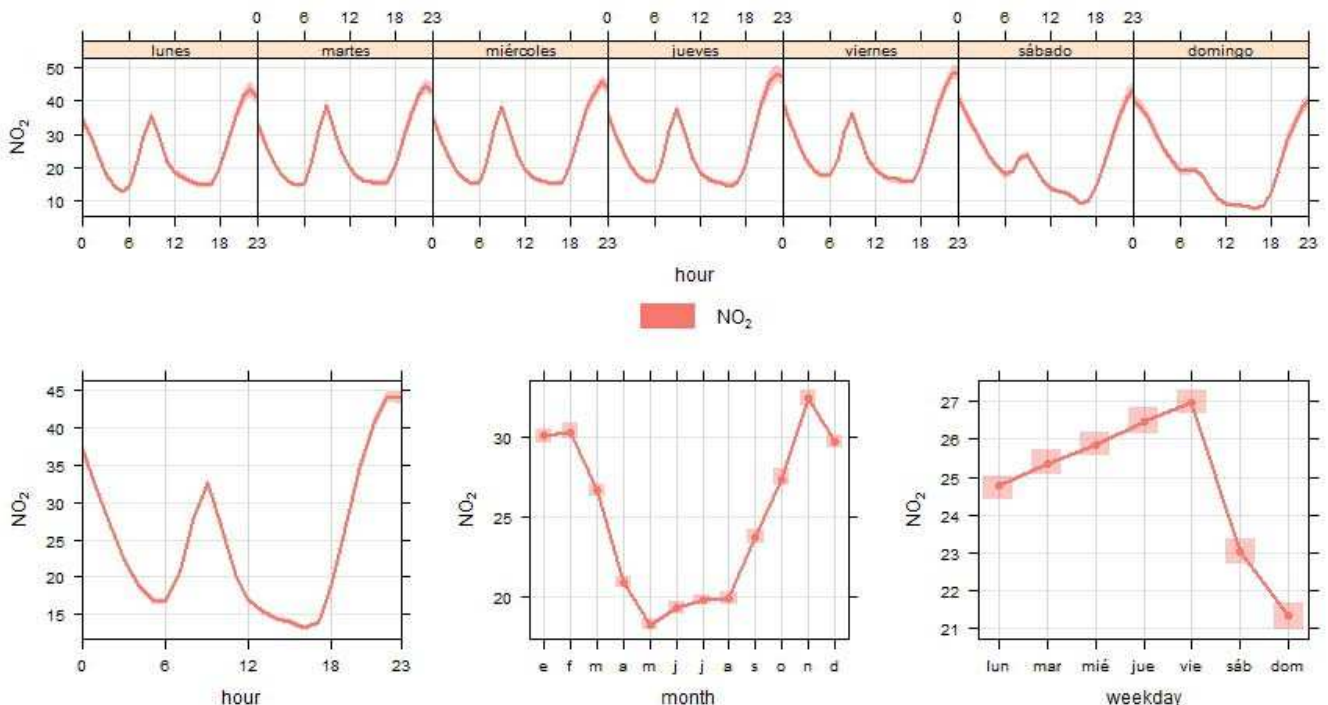 0 6 12 18 23 0 6 12 18 23 0 6 12 18 23
lunes martes miércoles jueves viernes sábado domingo
50
40
30
20
10
NO₂
0 6 12 18 23 0 6 12 18 23 0 6 12 18 23 0 6 12 18 23
hour
NO₂
45
40
35
30
25
20
15
NO₂
0 6 12 18 23
hour
30
25
20
NO₂
e f m a m j j a s o n d
month
27
26
25
24
23
22
21
NO₂
lun mar mié jue vie sáb dom
weekday